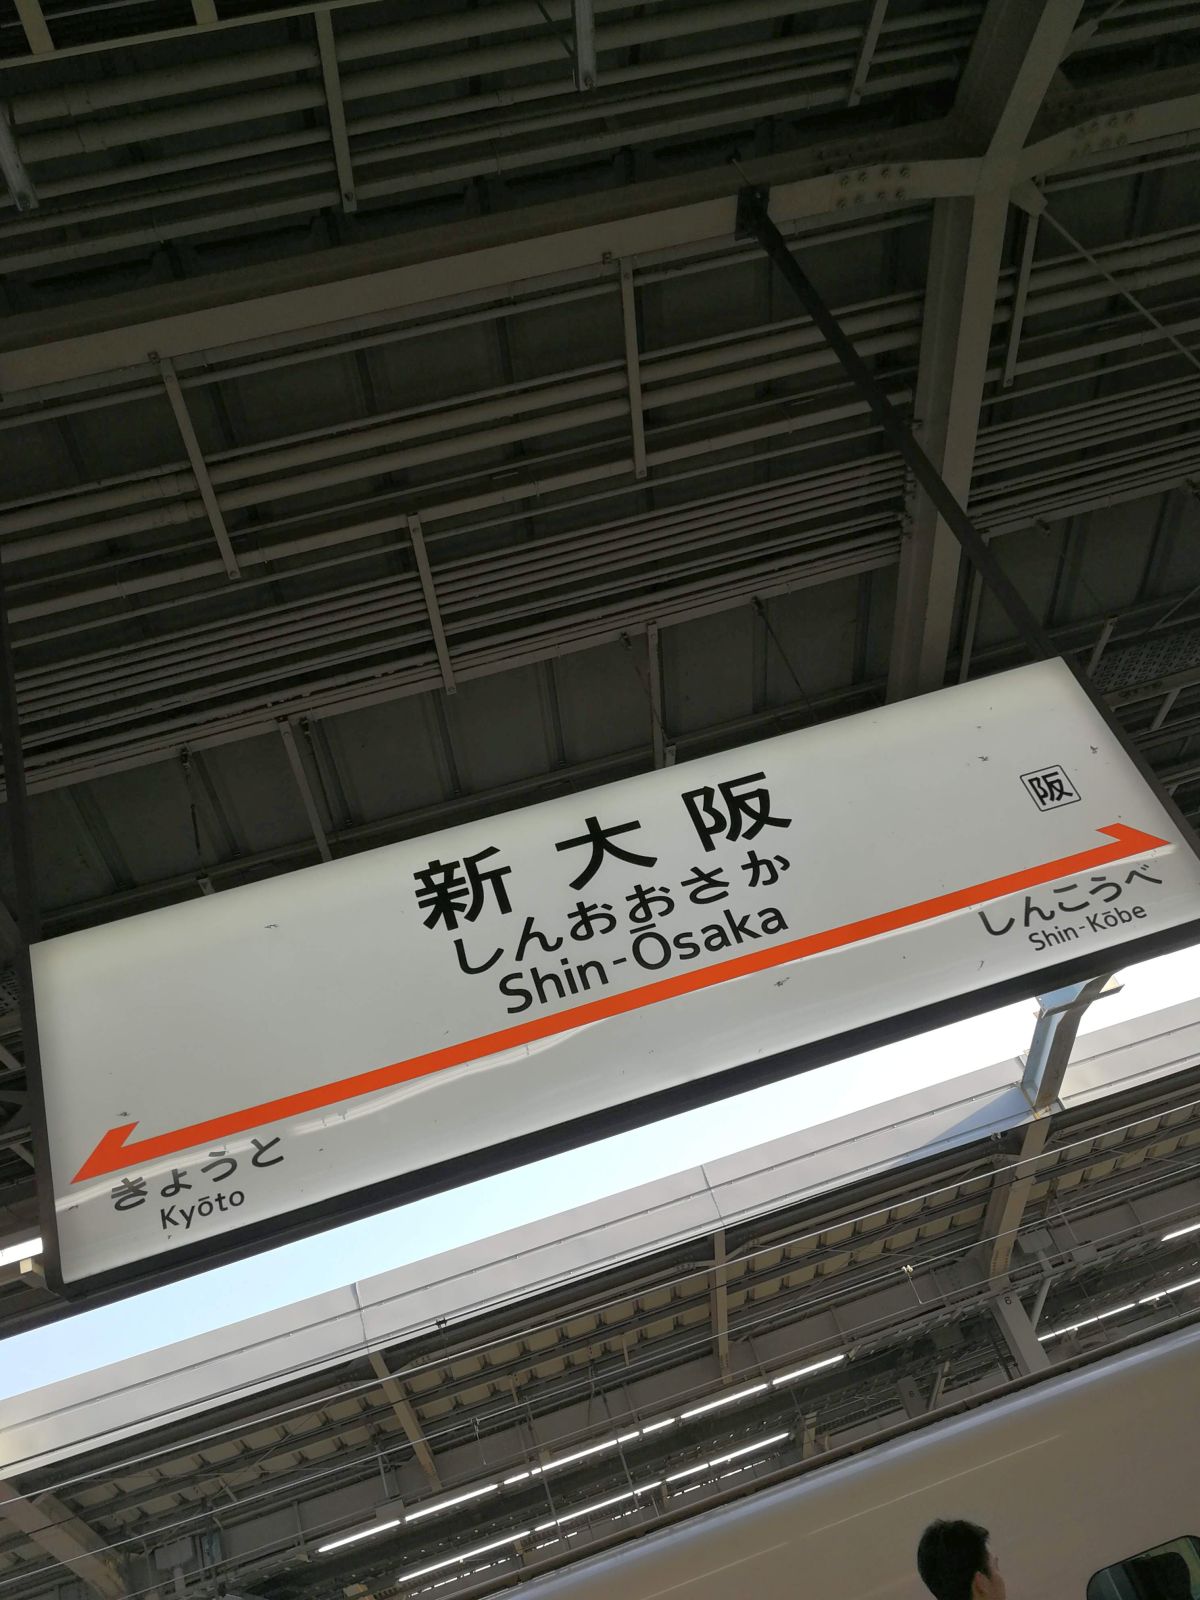 新大阪
しんおおさか
Shin-Ōsaka
阪
きょうと
Kyōto
しんこうべ
Shin-Kōbe